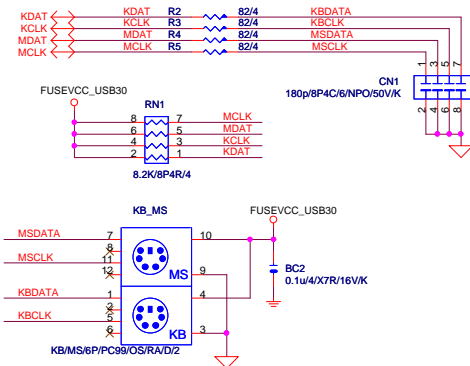 KDAT KDAT R2 82/4 KBDATA
KCLK KCLK R3 82/4 KBCLK
MDAT MDAT R4 82/4 MSDATA
MCLK MCLK R5 82/4 MSCLK
1 3 5 7
CN1
180p/8P4C/6/NPO/50V/K
2 4 6 8
FUSEVCC_USB30
RN1
8 7 MCLK
6 5 MDAT
4 3 KCLK
2 1 KDAT
8.2K/8P4R/4
KB_MS
FUSEVCC_USB30
MSDATA 7 10
8
MSCLK 11
12 MS 9
BC2
0.1u/4/X7R/16V/K
KBDATA 1 4
2
KBCLK 5
6 KB 3
KB/MS/6P/PC99/OS/RA/D/2